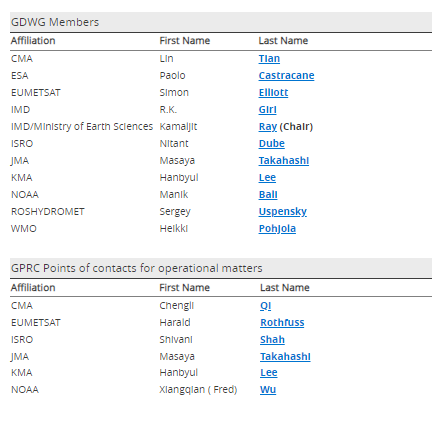 GDWG Members
Affiliation First Name Last Name
CMA Lin Tian
ESA Paolo Castracane
EUMETSAT Simon Elliott
IMD R.K. Giri
IMD/Ministry of Earth Sciences Kamaljit Ray (Chair)
ISRO Nitant Dube
JMA Masaya Takahashi
KMA Hanbyul Lee
NOAA Manik Bali
ROSHYDROMET Sergey Uspensky
WMO Heikki Pohjola
GPRC Points of contacts for operational matters
Affiliation First Name Last Name
CMA Chengli Qi
EUMETSAT Harald Rothfuss
ISRO Shivani Shah
JMA Masaya Takahashi
KMA Hanbyul Lee
NOAA Xiangqian ( Fred) Wu